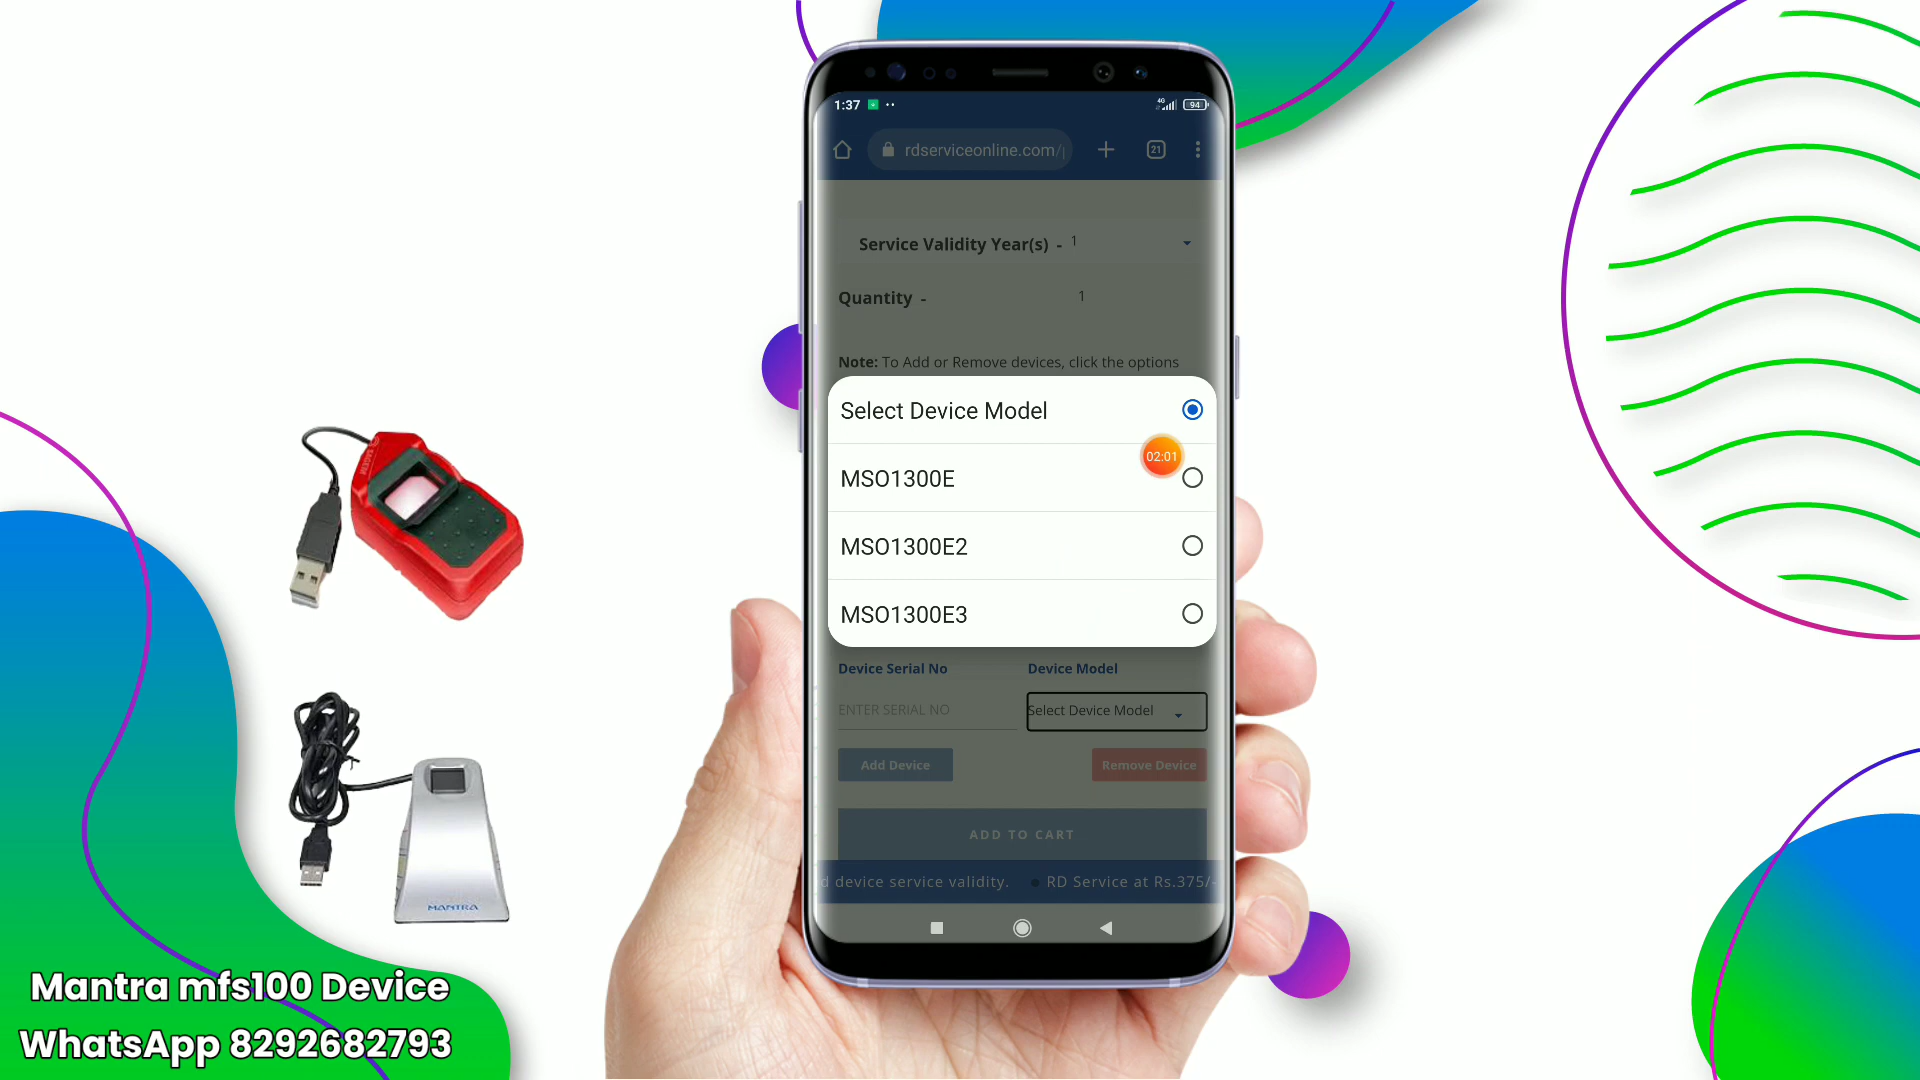 1:37
4G
94
rdserviceonline.com/
21
Service Validity Year(s) - 1
Quantity - 1
Note: To Add or Remove devices, click the options
Select Device Model
02:01
MSO1300E
MSO1300E2
MSO1300E3
Device Serial No
Device Model
ENTER SERIAL NO
Select Device Model
Add Device
Remove Device
ADD TO CART
d device service validity.
RD Service at Rs.375/-
MANTRA
Mantra mfs100 Device
WhatsApp 8292682793